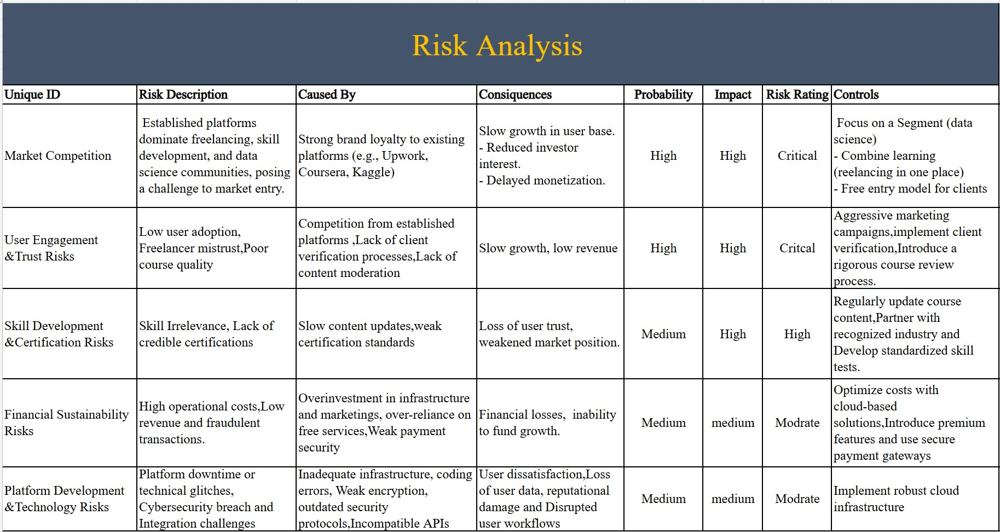 Risk Analysis
Unique ID
Risk Description
Caused By
Consiquences
Probability
Impact
Risk Rating
Controls
Market Competition
Established platforms
dominate freelancing, skill
development, and data
science communities, posing
a challenge to market entry.
Strong brand loyalty to existing
platforms (e.g., Upwork,
Coursera, Kaggle)
Slow growth in user base.
- Reduced investor
interest.
- Delayed monetization.
High
High
Critical
Focus on a Segment (data
science)
- Combine learning
(reelancing in one place)
- Free entry model for clients
User Engagement
&Trust Risks
Low user adoption,
Freelancer mistrust,Poor
course quality
Competition from established
platforms ,Lack of client
verification processes,Lack of
content moderation
Slow growth, low revenue
High
High
Critcal
Aggressive marketing
campaigns,implement client
verification,Introduce a
rigorous course review
process.
Skill Development
&Certification Risks
Skill Irrelevance, Lack of
credible certifications
Slow content updates,weak
certification standards
Loss of user trust,
weakened market position.
Medium
High
High
Regularly update course
content,Partner with
recognized industry and
Develop standardized skill
tests.
Financial Sustainability
Risks
High operational costs,Low
revenue and fraudulent
transactions.
Overinvestment in infrastructure
and marketings, over-reliance on
free services,Weak payment
security
Financial losses,  inability
to fund growth.
Medium
medium
Modrate
Optimize costs with
cloud-based
solutions,Introduce premium
features and use secure
payment gateways
Platform Development
&Technology Risks
Platform downtime or
technical glitches,
Cybersecurity breach and
Integration challenges
Inadequate infrastructure, coding
errors, Weak encryption,
outdated security
protocols,Incompatible APIs
User dissatisfaction,Loss
of user data, reputational
damage and Disrupted
user workflows
Medium
medium
Modrate
Implement robust cloud
infrastructure